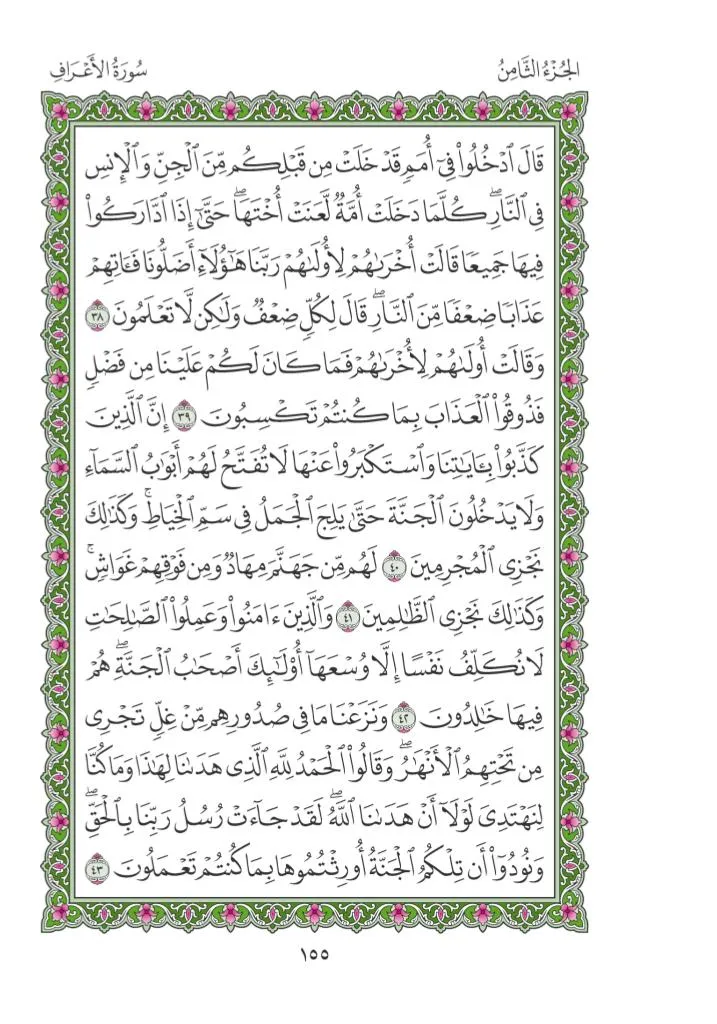 الجُزْءُ الثَّامِنُ
سُورَةُ الأَعْرَافِ
قَالَ ٱدْخُلُوا۟ فِىٓ أُمَمٍ قَدْ خَلَتْ مِن قَبْلِكُم مِّنَ ٱلْجِنِّ وَٱلْإِنسِ
فِى ٱلنَّارِ ۖ كُلَّمَا دَخَلَتْ أُمَّةٌ لَّعَنَتْ أُخْتَهَا ۖ حَتَّىٰٓ إِذَا ٱدَّارَكُوا۟
فِيهَا جَمِيعًا قَالَتْ أُخْرَىٰهُمْ لِأُولَىٰهُمْ رَبَّنَا هَٰٓؤُلَآءِ أَضَلُّونَا فَـَٔاتِهِمْ
عَذَابًا ضِعْفًا مِّنَ ٱلنَّارِ ۖ قَالَ لِكُلٍّ ضِعْفٌ وَلَٰكِن لَّا تَعْلَمُونَ ٣٨
وَقَالَتْ أُولَىٰهُمْ لِأُخْرَىٰهُمْ فَمَا كَانَ لَكُمْ عَلَيْنَا مِن فَضْلٍ
فَذُوقُوا۟ ٱلْعَذَابَ بِمَا كُنتُمْ تَكْسِبُونَ ٣٩ إِنَّ ٱلَّذِينَ
كَذَّبُوا۟ بِـَٔايَٰتِنَا وَٱسْتَكْبَرُوا۟ عَنْهَا لَا تُفَتَّحُ لَهُمْ أَبْوَٰبُ ٱلسَّمَآءِ
وَلَا يَدْخُلُونَ ٱلْجَنَّةَ حَتَّىٰ يَلِجَ ٱلْجَمَلُ فِى سَمِّ ٱلْخِيَاطِ ۚ وَكَذَٰلِكَ
نَجْزِى ٱلْمُجْرِمِينَ ٤٠ لَهُم مِّن جَهَنَّمَ مِهَادٌ وَمِن فَوْقِهِمْ غَوَاشٍ ۚ
وَكَذَٰلِكَ نَجْزِى ٱلظَّٰلِمِينَ ٤١ وَٱلَّذِينَ ءَامَنُوا۟ وَعَمِلُوا۟ ٱلصَّٰلِحَٰتِ
لَا نُكَلِّفُ نَفْسًا إِلَّا وُسْعَهَآ أُو۟لَٰٓئِكَ أَصْحَٰبُ ٱلْجَنَّةِ ۖ هُمْ
فِيهَا خَٰلِدُونَ ٤٢ وَنَزَعْنَا مَا فِى صُدُورِهِم مِّنْ غِلٍّ تَجْرِى
مِن تَحْتِهِمُ ٱلْأَنْهَٰرُ ۖ وَقَالُوا۟ ٱلْحَمْدُ لِلَّهِ ٱلَّذِى هَدَىٰنَا لِهَٰذَا وَمَا كُنَّا
لِنَهْتَدِىَ لَوْلَآ أَنْ هَدَىٰنَا ٱللَّهُ ۖ لَقَدْ جَآءَتْ رُسُلُ رَبِّنَا بِٱلْحَقِّ ۖ
وَنُودُوٓا۟ أَن تِلْكُمُ ٱلْجَنَّةُ أُورِثْتُمُوهَا بِمَا كُنتُمْ تَعْمَلُونَ ٤٣
١٥٥